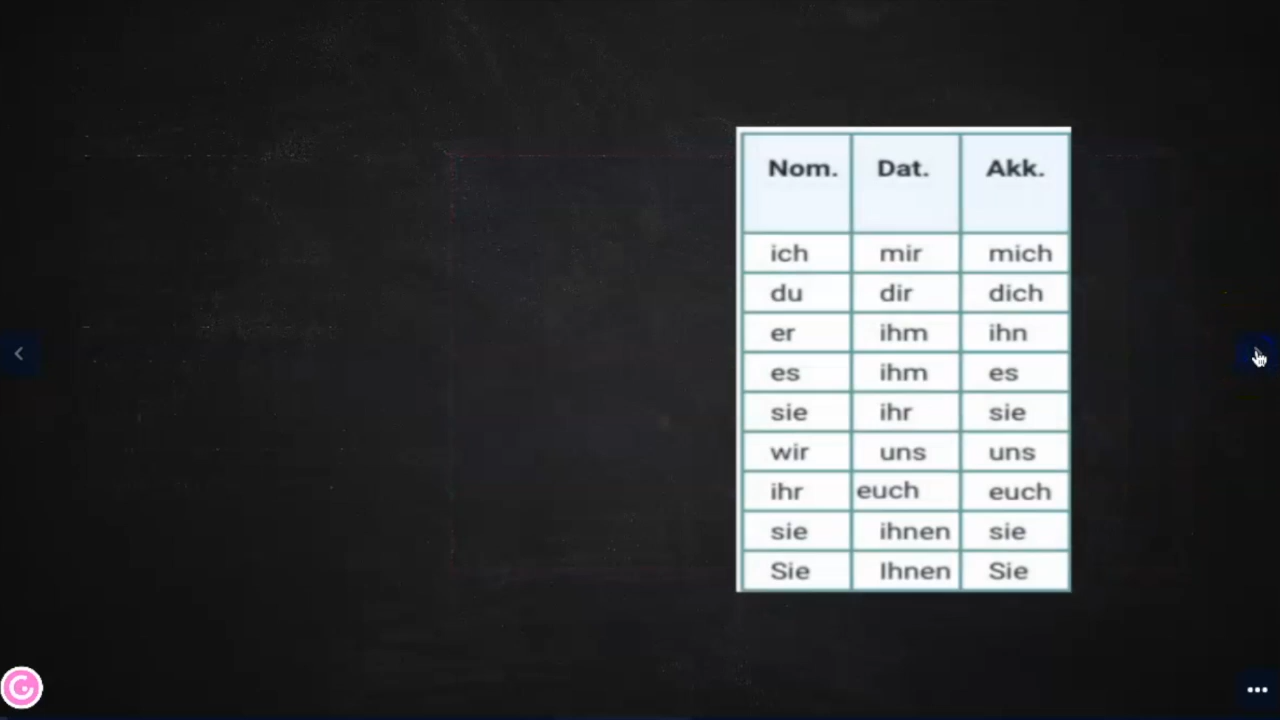 Nom. Dat. Akk.
ich mir mich
du dir dich
er ihm ihn
es ihm es
sie ihr sie
wir uns uns
ihr euch euch
sie ihnen sie
Sie Ihnen Sie